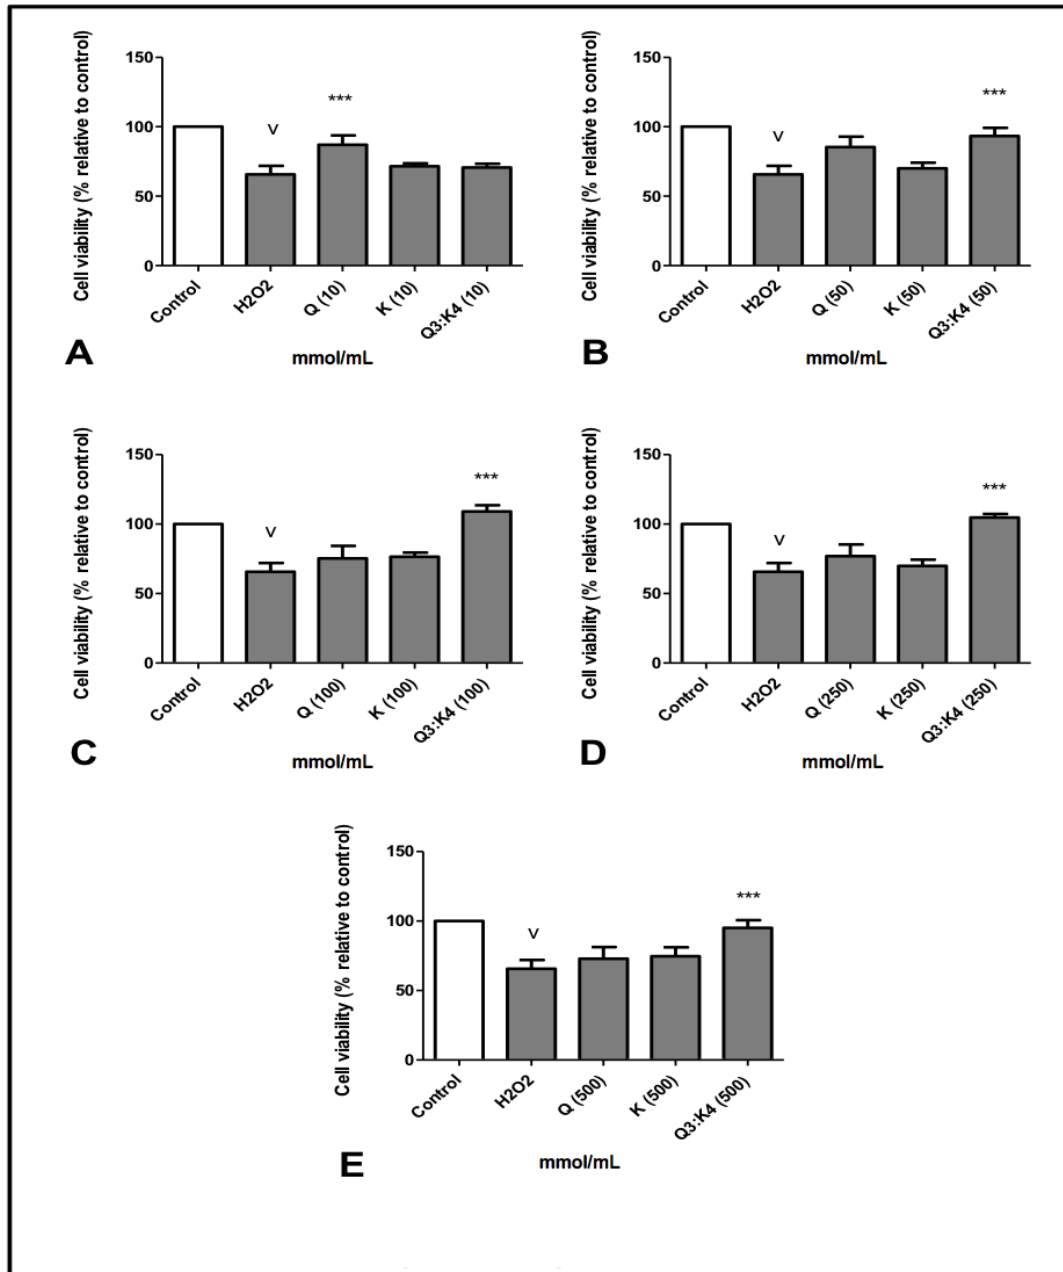 Cell viability (% relative to control)
150
100
50
0
v
***
Control
H2O2
Q (10)
K (10)
Q3:K4 (10)
A
mmol/mL
Cell viability (% relative to control)
150
100
50
0
v
***
Control
H2O2
Q (50)
K (50)
Q3:K4 (50)
B
mmol/mL
Cell viability (% relative to control)
150
100
50
0
v
***
Control
H2O2
Q (100)
K (100)
Q3:K4 (100)
C
mmol/mL
Cell viability (% relative to control)
150
100
50
0
v
***
Control
H2O2
Q (250)
K (250)
Q3:K4 (250)
D
mmol/mL
Cell viability (% relative to control)
150
100
50
0
v
***
Control
H2O2
Q (500)
K (500)
Q3:K4 (500)
E
mmol/mL